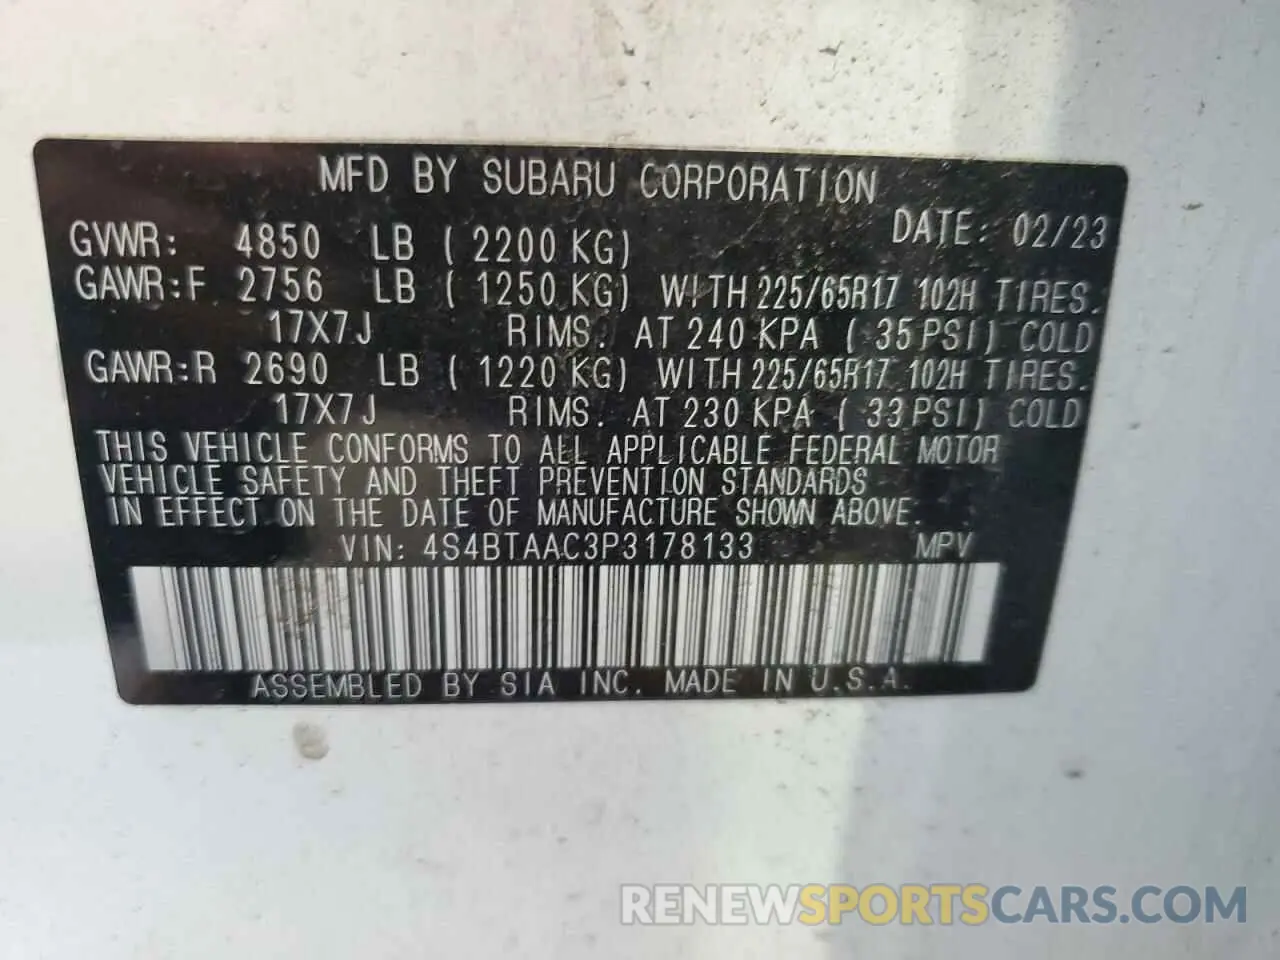 MFD BY SUBARU CORPORATION
DATE: 02/23
GVWR: 4850 LB (2200 KG)
GAWR:F 2756 LB (1250 KG) WITH 225/65R17 102H TIRES.
17X7J RIMS. AT 240 KPA (35 PSI) COLD
GAWR:R 2690 LB (1220 KG) WITH 225/65R17 102H TIRES.
17X7J RIMS. AT 230 KPA (33 PSI) COLD
THIS VEHICLE CONFORMS TO ALL APPLICABLE FEDERAL MOTOR
VEHICLE SAFETY AND THEFT PREVENTION STANDARDS
IN EFFECT ON THE DATE OF MANUFACTURE SHOWN ABOVE.
VIN: 4S4BTAAC3P3178133 MPV
ASSEMBLED BY SIA INC. MADE IN U.S.A.
RENEWSPORTSCARS.COM